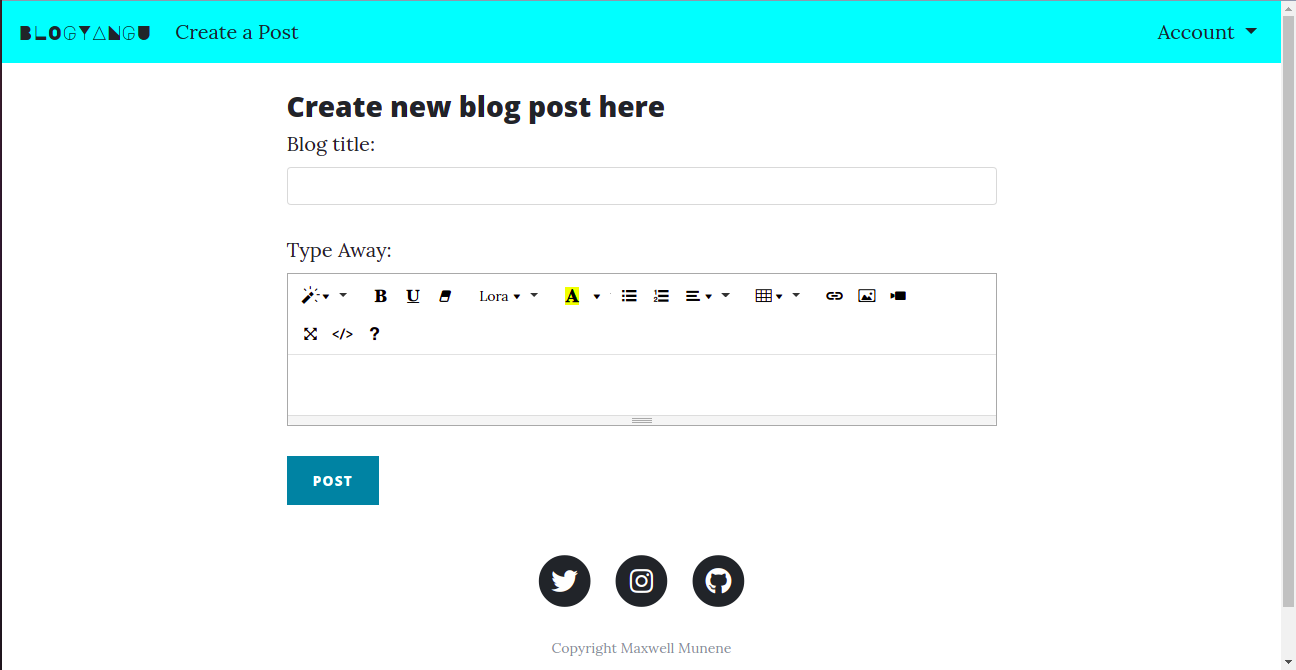 BLOGYANGU Create a Post Account
Create new blog post here
Blog title:
Type Away:
B U Lora A
</> ?
POST
Copyright Maxwell Munene